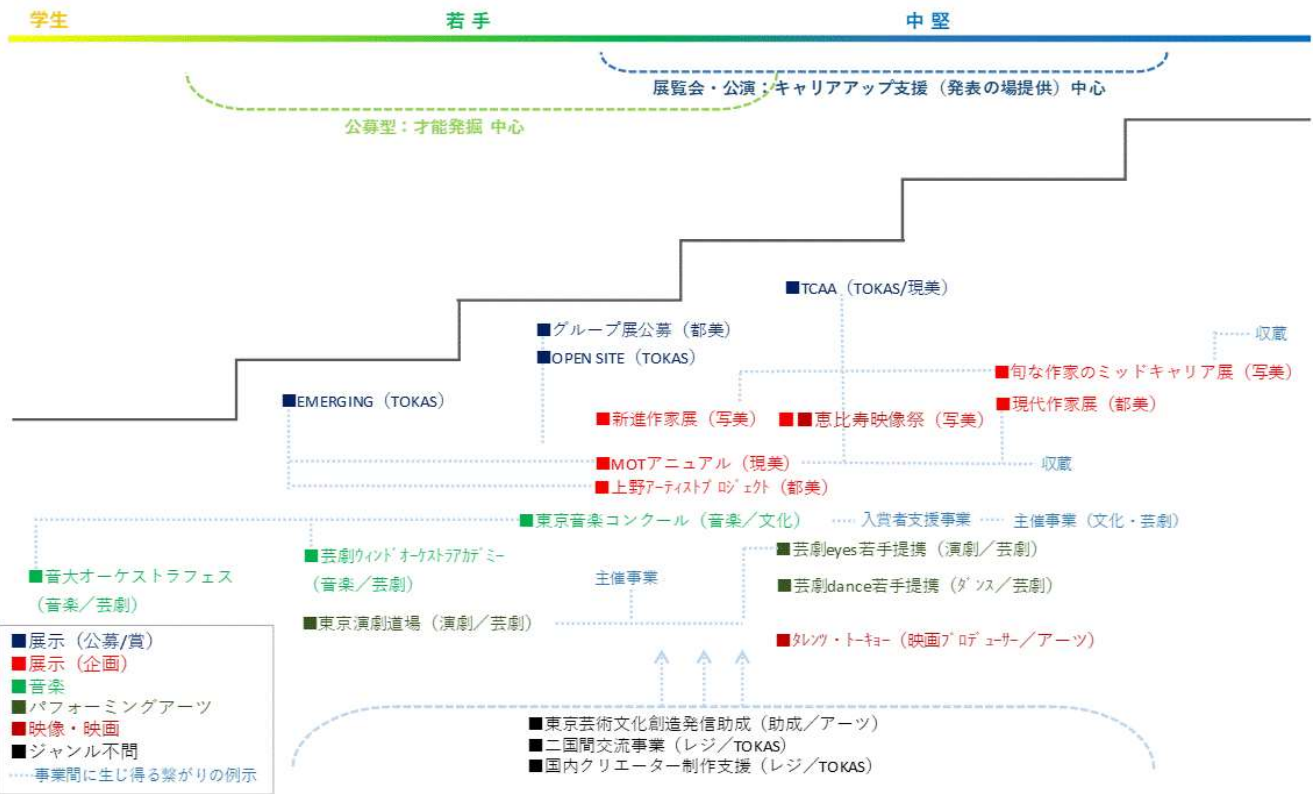 学生
若手
中堅
展覧会・公演：キャリアアップ支援（発表の場提供）中心
公募型：才能発掘 中心
■TCAA（TOKAS/現美）
■グループ展公募（都美）
収蔵
■OPEN SITE（TOKAS）
■旬な作家のミッドキャリア展（写美）
■EMERGING（TOKAS）
■現代作家展（都美）
■新進作家展（写美）
■■恵比寿映像祭（写美）
■MOTアニュアル（現美）
収蔵
■上野ｱｰﾃｨｽﾄﾌﾟﾛｼﾞｪｸﾄ（都美）
■東京音楽コンクール（音楽／文化）
入賞者支援事業
主催事業（文化・芸劇）
■芸劇ｳｨﾝﾄﾞｵｰｹｽﾄﾗｱｶﾃﾞﾐｰ
（音楽／芸劇）
■芸劇eyes若手提携（演劇／芸劇）
■音大オーケストラフェス
（音楽／芸劇）
主催事業
■芸劇dance若手提携（ﾀﾞﾝｽ／芸劇）
■東京演劇道場（演劇／芸劇）
■ﾀﾚﾝﾂ・ﾄｰｷｮｰ（映画ﾌﾟﾛﾃﾞｭｰｻｰ／アーツ）
■展示（公募/賞）
■展示（企画）
■音楽
■パフォーミングアーツ
■映像・映画
■ジャンル不問
……事業間に生じ得る繋がりの例示
■東京芸術文化創造発信助成（助成／アーツ）
■二国間交流事業（レジ／TOKAS）
■国内クリエーター制作支援（レジ／TOKAS）